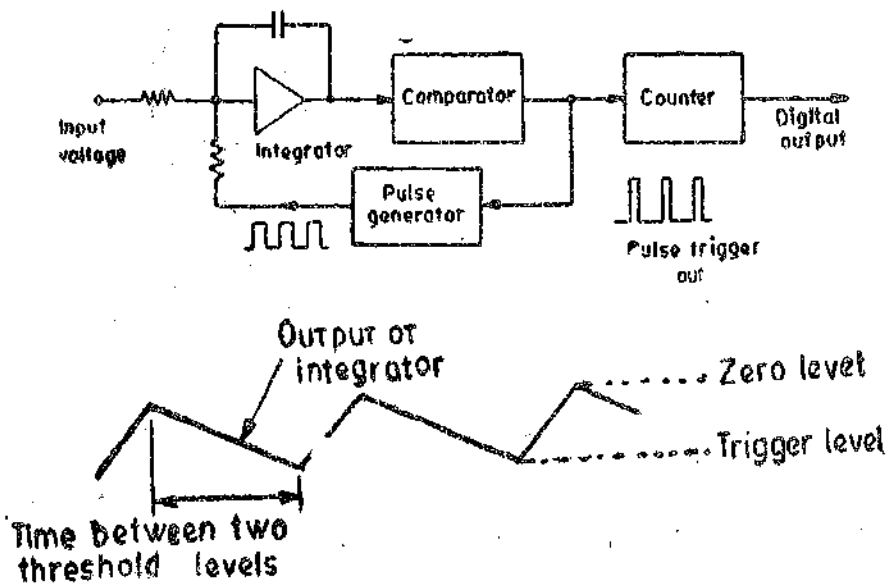 Input
voltage
Integrator
Comparator
Counter
Digital
output
Pulse
generator
Pulse trigger
out
Output of
integrator
Zero level
Trigger level
Time between two
threshold levels